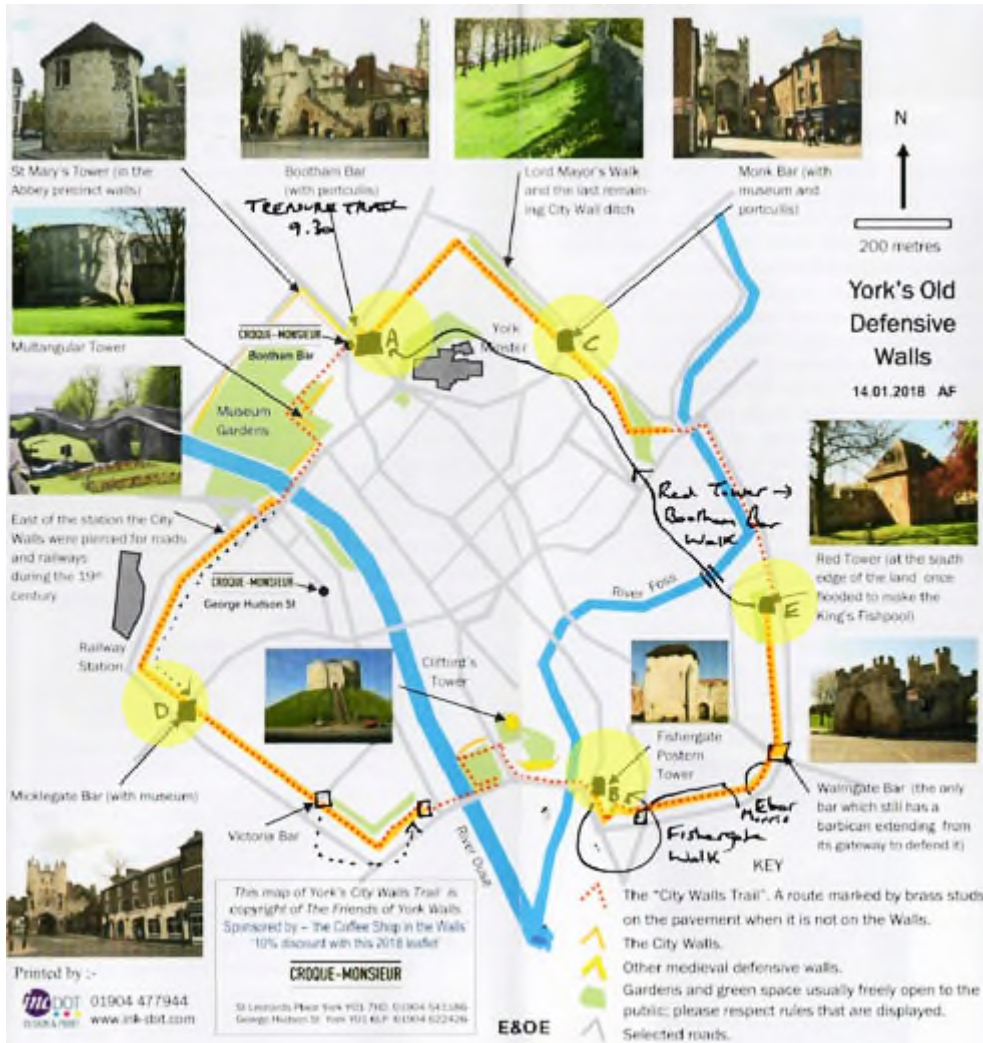 St Mary's Tower (in the
Abbey precinct walls)
Bootham Bar
(with portcullis)
TREASURE TRAIL
9.30
Lord Mayor's Walk
and the last remain-
ing City Wall ditch
Monk Bar (with
museum and
portcullis)
N
200 metres
York's Old
Defensive
Walls
14.01.2018 AF
Multangular Tower
CROQUE-MONSIEUR
Bootham Bar
A
York
Minster
C
Museum
Gardens
East of the station the City
Walls were pierced for roads
and railways
during the 19th
century
CROQUE-MONSIEUR
George Hudson St
Red Tower →
Bootham Bar
Walk
River Foss
E
Red Tower (at the south
edge of the land once
flooded to make the
King's Fishpool)
Railway
Station
D
Clifford's
Tower
Fishergate
Postern
Tower
B
Micklegate Bar (with museum)
Victoria Bar
River Ouse
Fishergate
Walk
Ebor
Walmgate Bar (the only
bar which still has a
barbican extending from
its gateway to defend it)
KEY
The "City Walls Trail". A route marked by brass studs
on the pavement when it is not on the Walls.
The City Walls.
Other medieval defensive walls.
Gardens and green space usually freely open to the
public; please respect rules that are displayed.
Selected roads.
This map of York's City Walls Trail is
copyright of The Friends of York Walls
Sponsored by – the Coffee Shop in the Walls'
'10% discount with this 2018 leaflet'
CROQUE-MONSIEUR
St Leonards Place York YO1 7HD 01904 541186
George Hudson St York YO1 6LP 01904 622426
Printed by :-
inc DOT
DESIGN & PRINT
01904 477944
www.ink-dot.com
E&OE